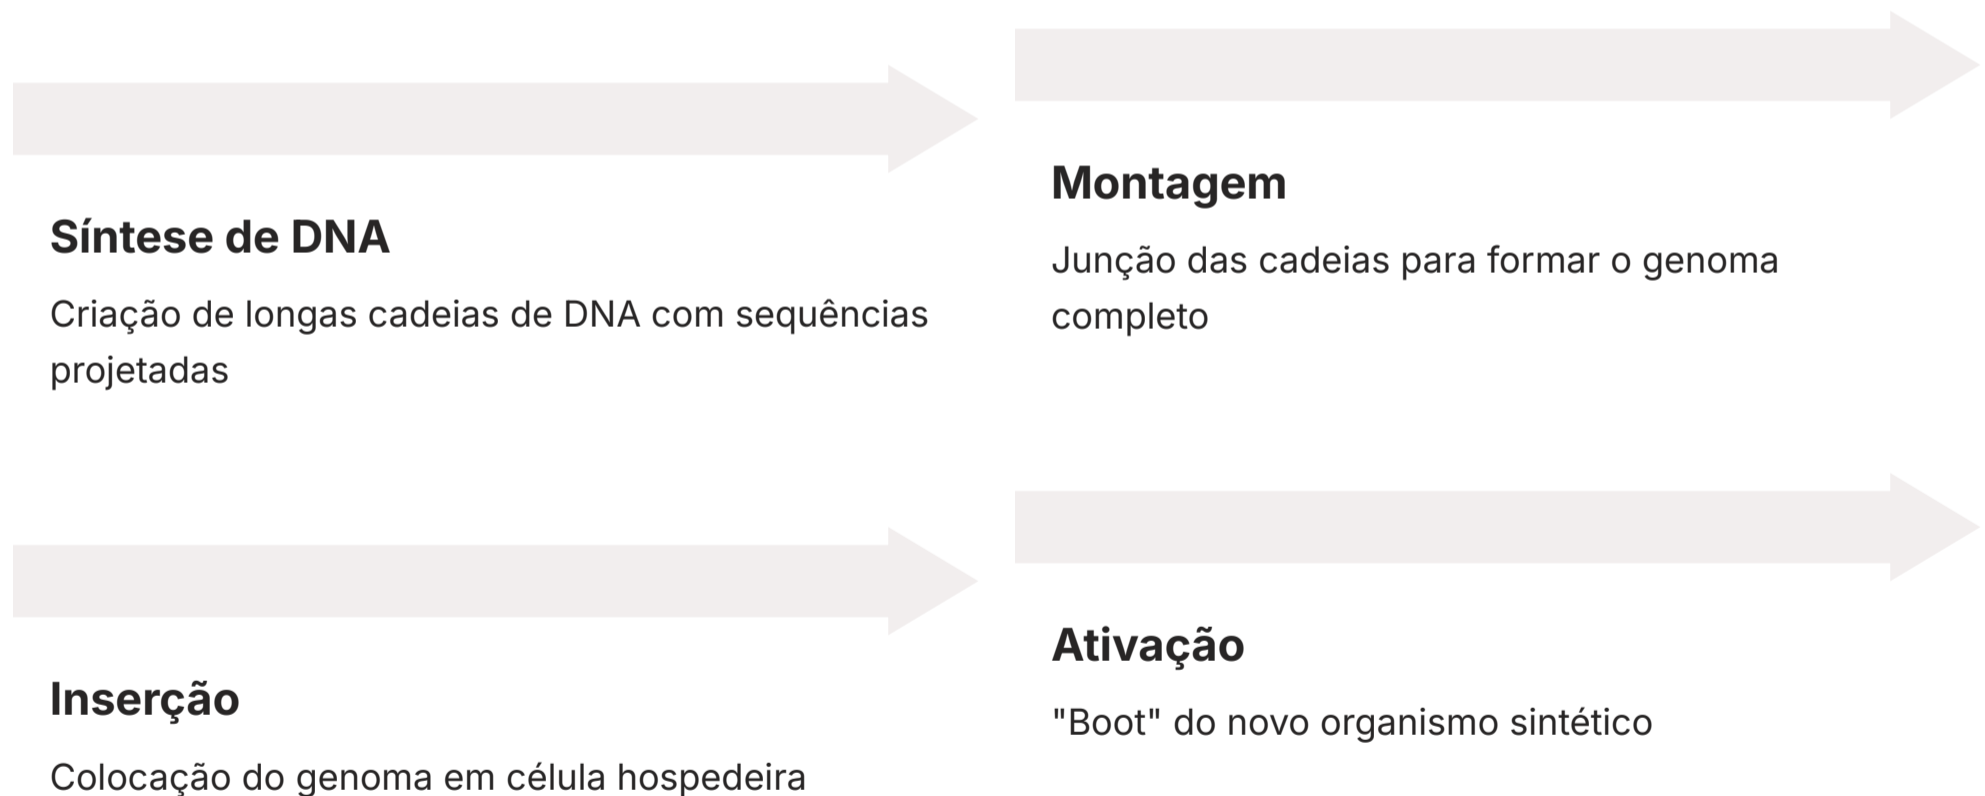 Síntese de DNA
Criação de longas cadeias de DNA com sequências
projetadas
Montagem
Junção das cadeias para formar o genoma
completo
Inserção
Colocação do genoma em célula hospedeira
Ativação
"Boot" do novo organismo sintético